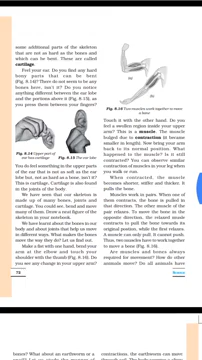 some additional parts of the skeleton
that are not as hard as the bones and
which can be bent. These are called
cartilage.
Feel your ear. Do you find any hard
bony parts that can be bent
(Fig. 8.14)? There do not seem to be any
bones here, isn't it? Do you notice
anything different between the ear lobe
and the portions above it (Fig. 8.15), as
you press them between your fingers?
Fig. 8.14 Upper part of
ear has cartilage
Fig. 8.15 The ear lobe
You do feel something in the upper parts
of the ear that is not as soft as the ear
lobe but, not as hard as a bone, isn't it?
This is cartilage. Cartilage is also found
in the joints of the body.
We have seen that our skeleton is
made up of many bones, joints and
cartilage. You could see, bend and move
many of them. Draw a neat figure of the
skeleton in your notebook.
We have learnt about the bones in our
body and about joints that help us move
in different ways. What makes the bones
move the way they do? Let us find out.
Make a fist with one hand, bend your
arm at the elbow and touch your
shoulder with the thumb (Fig. 8.16). Do
you see any change in your upper arm?
78
(a)
Fig. 8.16 Two muscles work together to move
a bone
Touch it with the other hand. Do you
feel a swollen region inside your upper
arm? This is a muscle. The muscle
bulged due to contraction (it became
smaller in length). Now bring your arm
back to its normal position. What
happened to the muscle? Is it still
contracted? You can observe similar
contraction of muscles in your leg when
you walk or run.
When contracted, the muscle
becomes shorter, stiffer and thicker. It
pulls the bone.
Muscles work in pairs. When one of
them contracts, the bone is pulled in
that direction. The other muscle of the
pair relaxes. To move the bone in the
opposite direction, the relaxed muscle
contracts to pull the bone towards its
original position, while the first relaxes.
A muscle can only pull. It cannot push.
Thus, two muscles have to work together
to move a bone (Fig. 8.16).
Are muscles and bones always
required for movement? How do other
animals move? Do all animals have
Science
bones? What about an earthworm or a
contractions, the earthworm can move